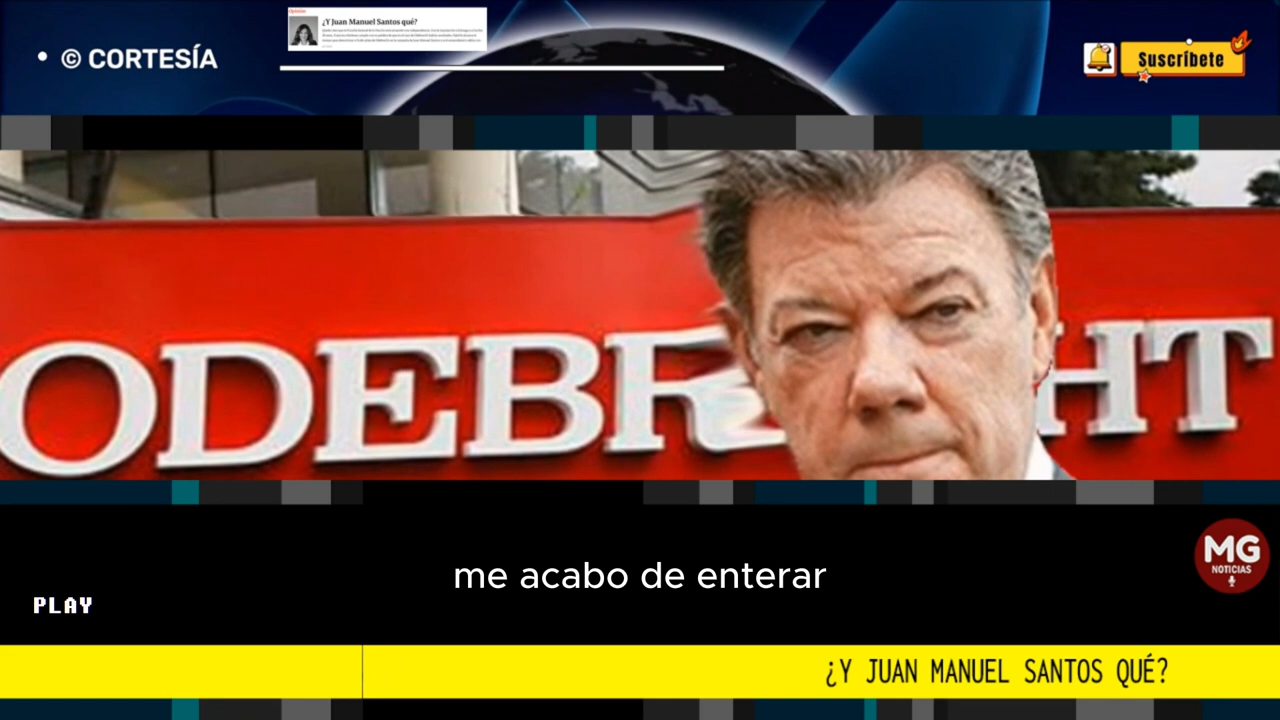 • © CORTESÍA
Opinión
¿Y Juan Manuel Santos qué?
Suscríbete
ODEBR HT
me acabo de enterar
MG
NOTICIAS
PLAY
¿Y JUAN MANUEL SANTOS QUÉ?